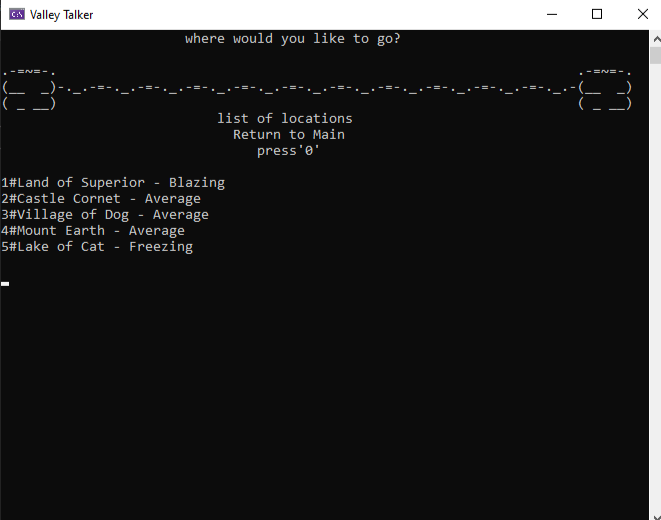 Valley Talker
where would you like to go?
.-=~=-. .-=~=-.
(__ _)-._.-=-._.-=-._.-=-._.-=-._.-=-._.-=-._.-=-._.-=-._.-=-._.-=-._.-(__ _)
( _ __) ( _ __)
list of locations
Return to Main
press'0'
1#Land of Superior - Blazing
2#Castle Cornet - Average
3#Village of Dog - Average
4#Mount Earth - Average
5#Lake of Cat - Freezing